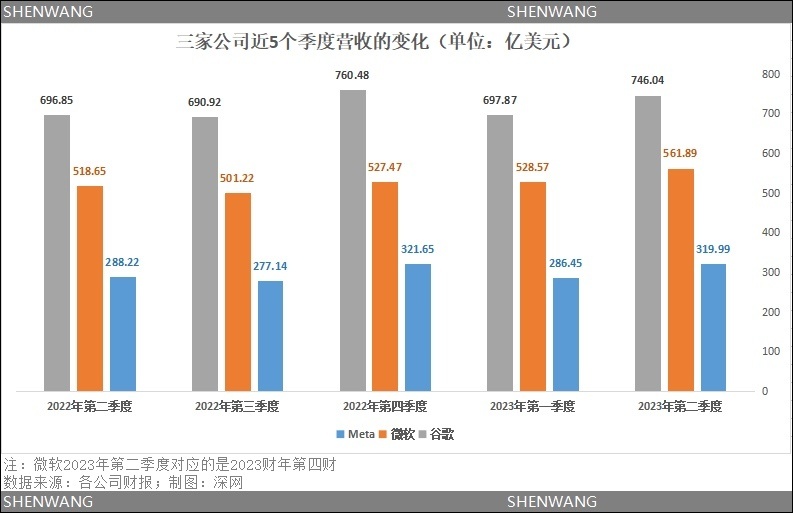 SHENWANG SHENWANG
三家公司近5个季度营收的变化（单位：亿美元）
800
700
600
500
400
300
200
100
0
696.85 518.65 288.22
690.92 501.22 277.14
760.48 527.47 321.65
697.87 528.57 286.45
746.04 561.89 319.99
2022年第二季度 2022年第三季度 2022年第四季度 2023年第一季度 2023年第二季度
Meta 微软 谷歌
注：微软2023年第二季度对应的是2023财年第四财
数据来源：各公司财报；制图：深网
SHENWANG SHENWANG